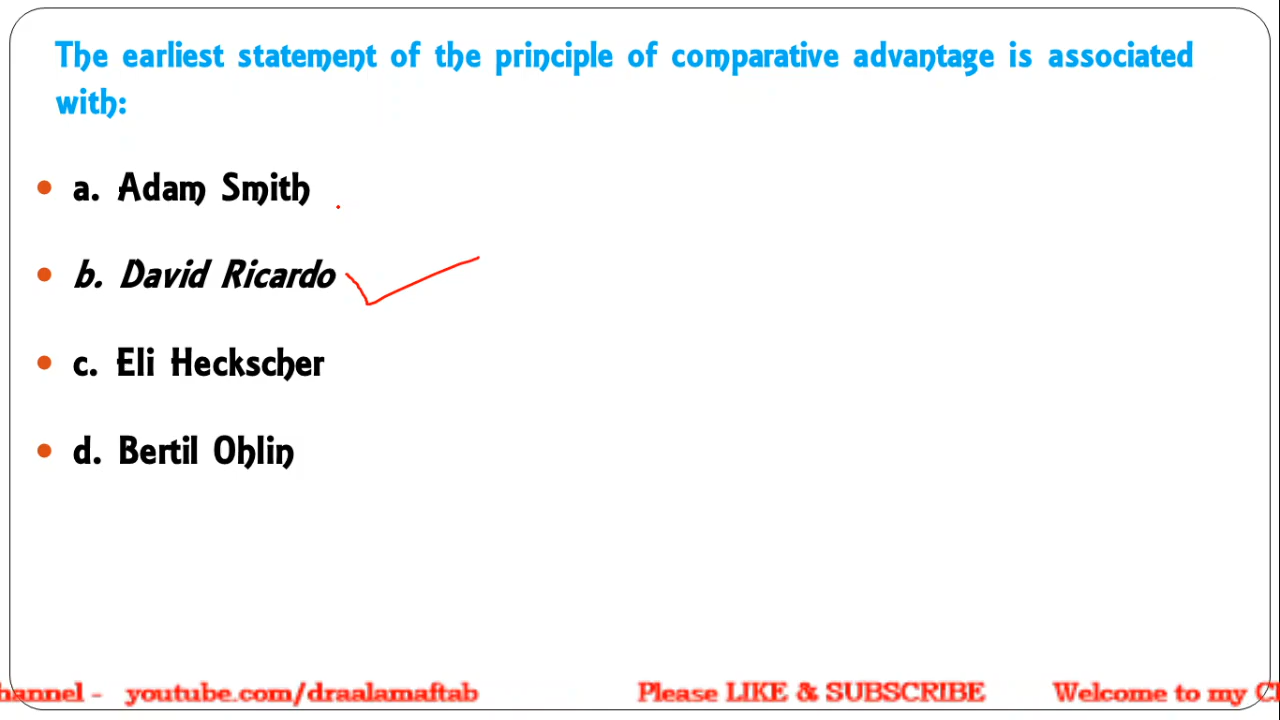 The earliest statement of the principle of comparative advantage is associated
with:
a. Adam Smith
b. David Ricardo
c. Eli Heckscher
d. Bertil Ohlin
hannel - youtube.com/draalamaftab Please LIKE & SUBSCRIBE Welcome to my C